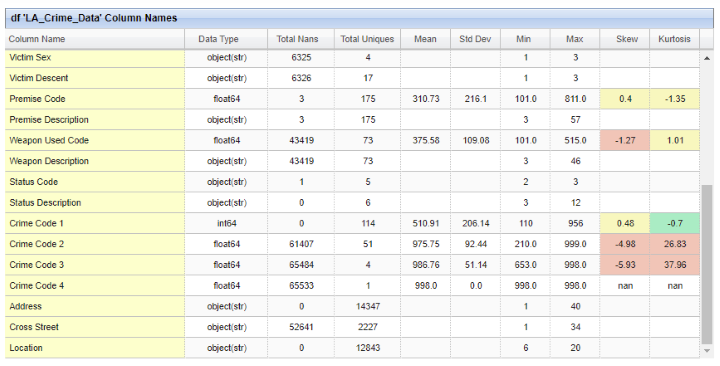 df 'LA_Crime_Data' Column Names
Column Name Data Type Total Nans Total Uniques Mean Std Dev Min Max Skew Kurtosis
Victim Sex object(str) 6325 4 1 3
Victim Descent object(str) 6326 17 1 3
Premise Code float64 3 175 310.73 216.1 101.0 811.0 0.4 -1.35
Premise Description object(str) 3 175 3 57
Weapon Used Code float64 43419 73 375.58 109.08 101.0 515.0 -1.27 1.01
Weapon Description object(str) 43419 73 3 46
Status Code object(str) 1 5 2 3
Status Description object(str) 0 6 3 12
Crime Code 1 int64 0 114 510.91 206.14 110 956 0.48 -0.7
Crime Code 2 float64 61407 51 975.75 92.44 210.0 999.0 -4.98 26.83
Crime Code 3 float64 65484 4 986.76 51.14 653.0 998.0 -5.93 37.96
Crime Code 4 float64 65533 1 998.0 0.0 998.0 998.0 nan nan
Address object(str) 0 14347 1 40
Cross Street object(str) 52641 2227 1 34
Location object(str) 0 12843 6 20